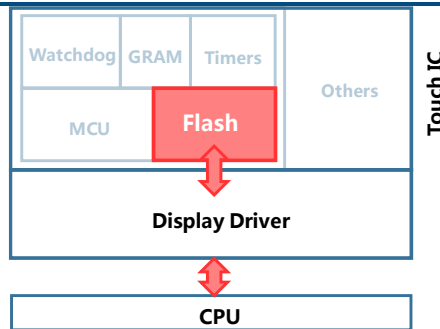 Watchdog
GRAM
Timers
Others
MCU
Flash
Touch IC
Display Driver
CPU